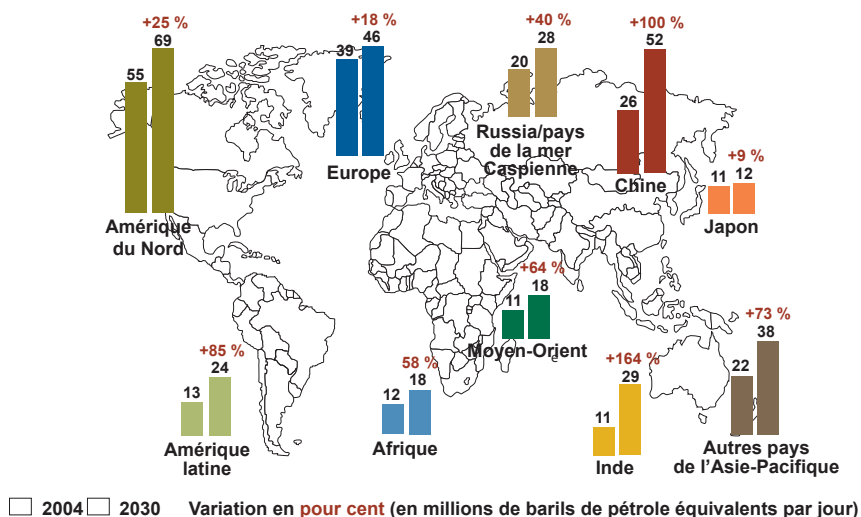 +25 %
69
55
Amérique
du Nord
+18 %
46
39
Europe
+40 %
28
20
Russia/pays
de la mer
Caspienne
+100 %
52
26
Chine
+9 %
11 12
Japon
+64 %
18
11
Moyen-Orient
+85 %
24
13
Amérique
latine
58 %
18
12
Afrique
+164 %
29
11
Inde
+73 %
38
22
Autres pays
de l’Asie-Pacifique
2004 2030 Variation en pour cent (en millions de barils de pétrole équivalents par jour)